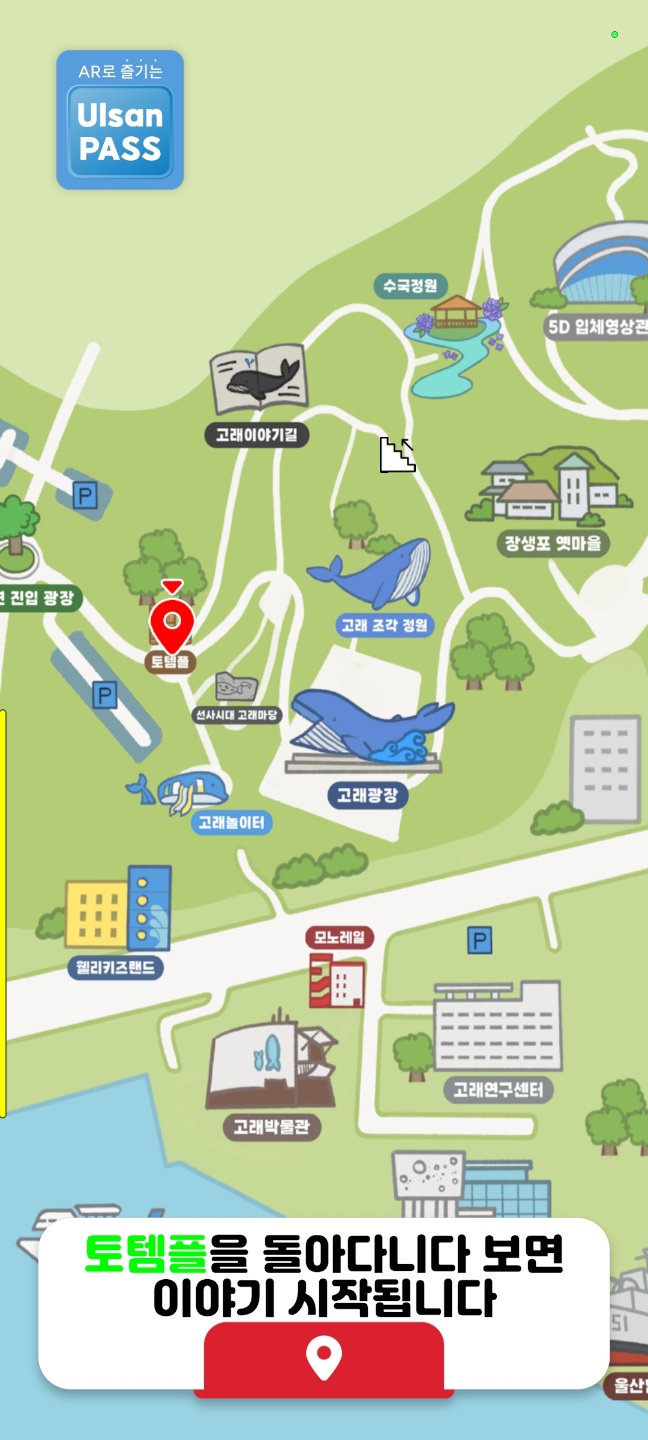 AR로 즐기는
Ulsan
PASS
수국정원
5D 입체영상관
고래이야기길
P
장생포 옛마을
진입 광장
고래 조각 정원
토템플
P
선사시대 고래마당
고래광장
고래놀이터
모노레일
P
웰리키즈랜드
고래연구센터
고래박물관
토템플을 돌아다니다 보면
이야기 시작됩니다
51